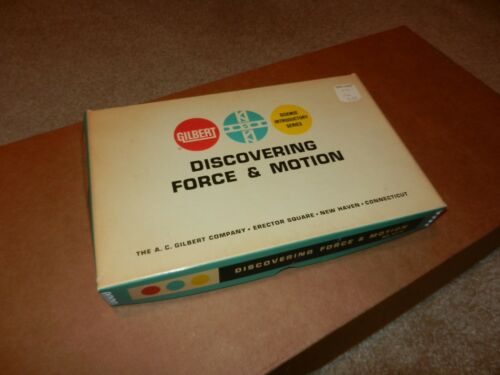 GILBERT
SCIENCE
INTRODUCTORY
SERIES
DISCOVERING
FORCE & MOTION
THE A. C. GILBERT COMPANY • ERECTOR SQUARE • NEW HAVEN • CONNECTICUT
DISCOVERING FORCE & MOTION